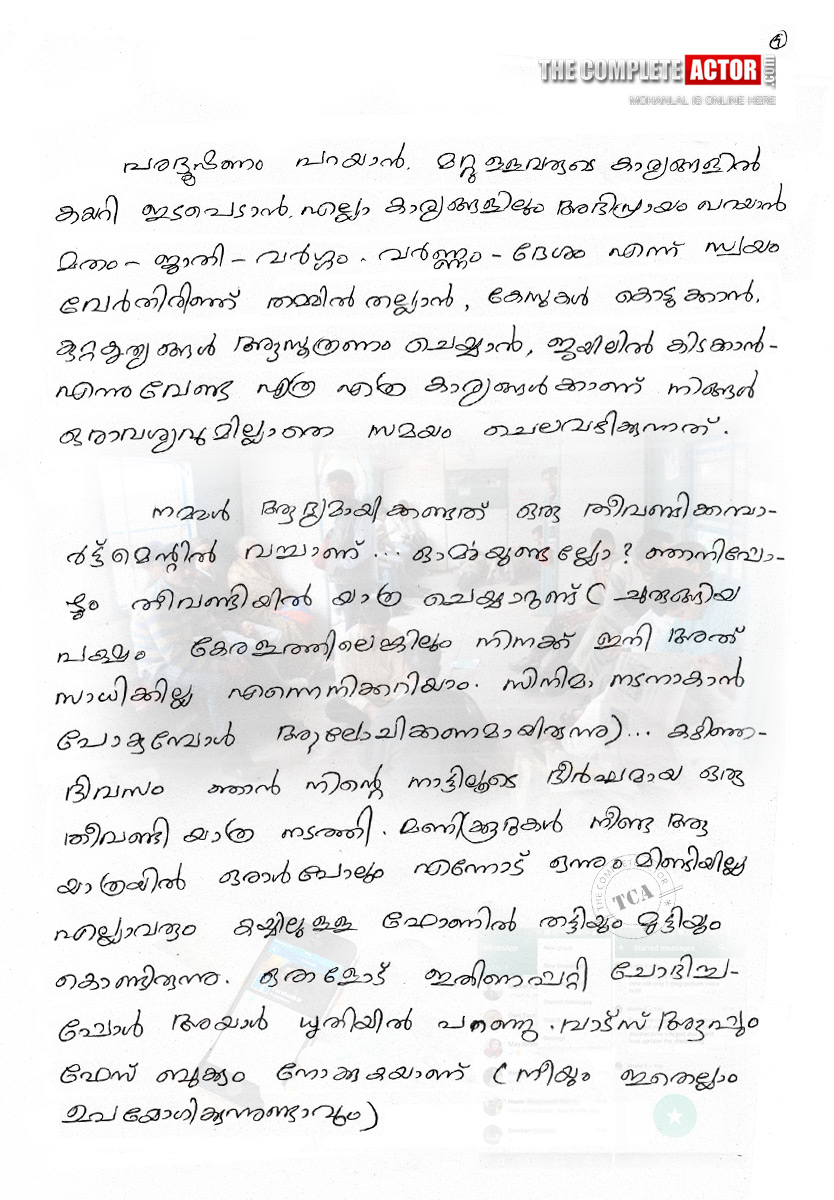 5
THE COMPLETE ACTOR .com
MOHANLAL IS ONLINE HERE
പരദൂഷണം പറയാൻ. മറ്റുള്ളവരുടെ കാര്യങ്ങളിൽ
കയറി ഇടപെടാൻ. എല്ലാ കാര്യങ്ങളിലും അഭിപ്രായം പറയാൻ
മതം - ജാതി - വർഗ്ഗം - വർണ്ണം - ദേശം എന്ന് സ്വയം
വേർതിരിഞ്ഞ് തമ്മിൽ തല്ലാൻ, കേസുകൾ കൊടുക്കാൻ.
കുറ്റകൃത്യങ്ങൾ ആസൂത്രണം ചെയ്യാൻ, ജയിലിൽ കിടക്കാൻ-
എന്നുവേണ്ട എത്ര എത്ര കാര്യങ്ങൾക്കാണ് നിങ്ങൾ
ഒരാവശ്യവുമില്ലാതെ സമയം ചെലവഴിക്കുന്നത്.
നമ്മൾ ആദ്യമായിക്കണ്ടത് ഒരു തീവണ്ടിക്കമ്പാ-
ർട്ട്മെന്റിൽ വച്ചാണ്... ഓർമ്മയുണ്ടല്ലോ? ഞാനിപ്പോ-
ഴും തീവണ്ടിയിൽ യാത്ര ചെയ്യാറുണ്ട് ( ചുരുങ്ങിയ
പക്ഷം കേരളത്തിലെങ്കിലും നിനക്ക് ഇനി അത്
സാധിക്കില്ല എന്നെനിക്കറിയാം. സിനിമാ നടനാകാൻ
പോകുമ്പോൾ ആലോചിക്കണമായിരുന്നു)... കഴിഞ്ഞ-
ദിവസം ഞാൻ നിന്റെ നാട്ടിലൂടെ ദീർഘമായ ഒരു
തീവണ്ടി യാത്ര നടത്തി. മണിക്കൂറുകൾ നീണ്ട ആ
യാത്രയിൽ ഒരാൾപോലും എന്നോട് ഒന്നും മിണ്ടിയില്ല
എല്ലാവരും കയ്യിലുള്ള ഫോണിൽ തട്ടിയും മുട്ടിയും
കൊണ്ടിരുന്നു. ഒരാളോട് ഇതിനെപ്പറ്റി ചോദിച്ച-
പ്പോൾ അയാൾ ധൃതിയിൽ പറഞ്ഞു. വാട്സ് ആപ്പും
ഫേസ് ബുക്കും നോക്കുകയാണ് ( നീയും ഇതെല്ലാം
ഉപയോഗിക്കുന്നുണ്ടാവും)
THE COMPLETE ACTOR
TCA
Starred messages